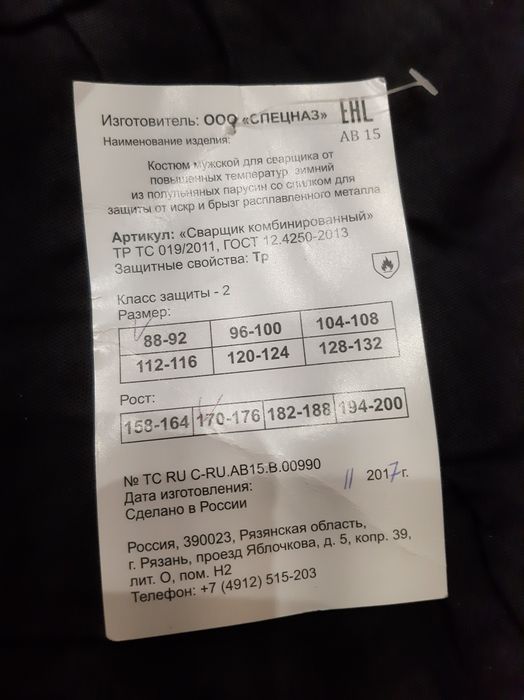 Изготовитель: ООО «СПЕЦНАЗ» ЕАС
Наименование изделия: АВ 15
Костюм мужской для сварщика от
повышенных температур зимний
из полульняных парусин со спилком для
защиты от искр и брызг расплавленного металла
Артикул: «Сварщик комбинированный»
ТР ТС 019/2011, ГОСТ 12.4250-2013
Защитные свойства: Тр
Класс защиты - 2
Размер:
88-92 96-100 104-108
112-116 120-124 128-132
Рост:
158-164 170-176 182-188 194-200
№ ТС RU C-RU.АВ15.В.00990
Дата изготовления: 11 2017г.
Сделано в России
Россия, 390023, Рязянская область,
г. Рязань, проезд Яблочкова, д. 5, копр. 39,
лит. О, пом. Н2
Телефон: +7 (4912) 515-203